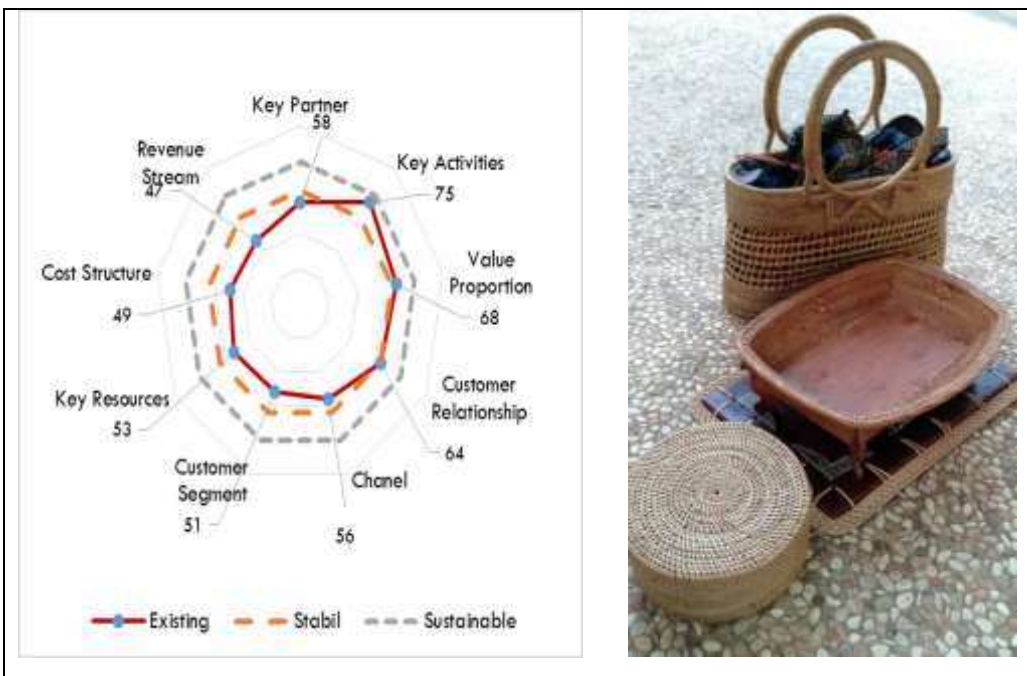 Key Partner
58
Key Activities
75
Value
Proportion
68
Customer
Relationship
64
Chanel
56
Customer
Segment
51
Key Resources
53
Cost Structure
49
Revenue
Stream
47
Existing
Stabil
Sustainable